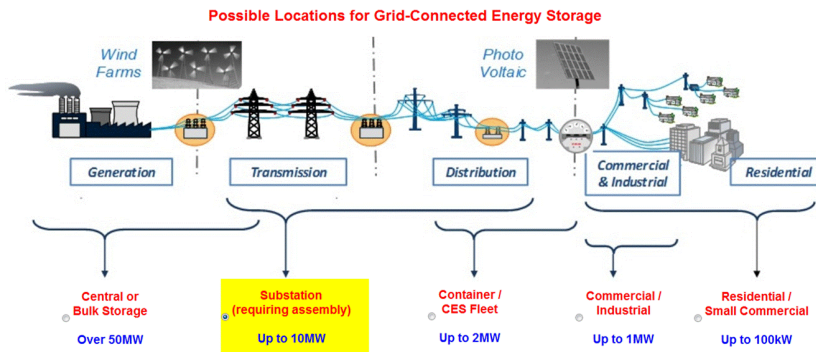 Possible Locations for Grid-Connected Energy Storage
Wind
Farms
Photo
Voltaic
Generation
Transmission
Distribution
Commercial
& Industrial
Residential
Central or
Bulk Storage
Over 50MW
Substation
(requiring assembly)
Up to 10MW
Container /
CES Fleet
Up to 2MW
Commercial /
Industrial
Up to 1MW
Residential /
Small Commercial
Up to 100kW